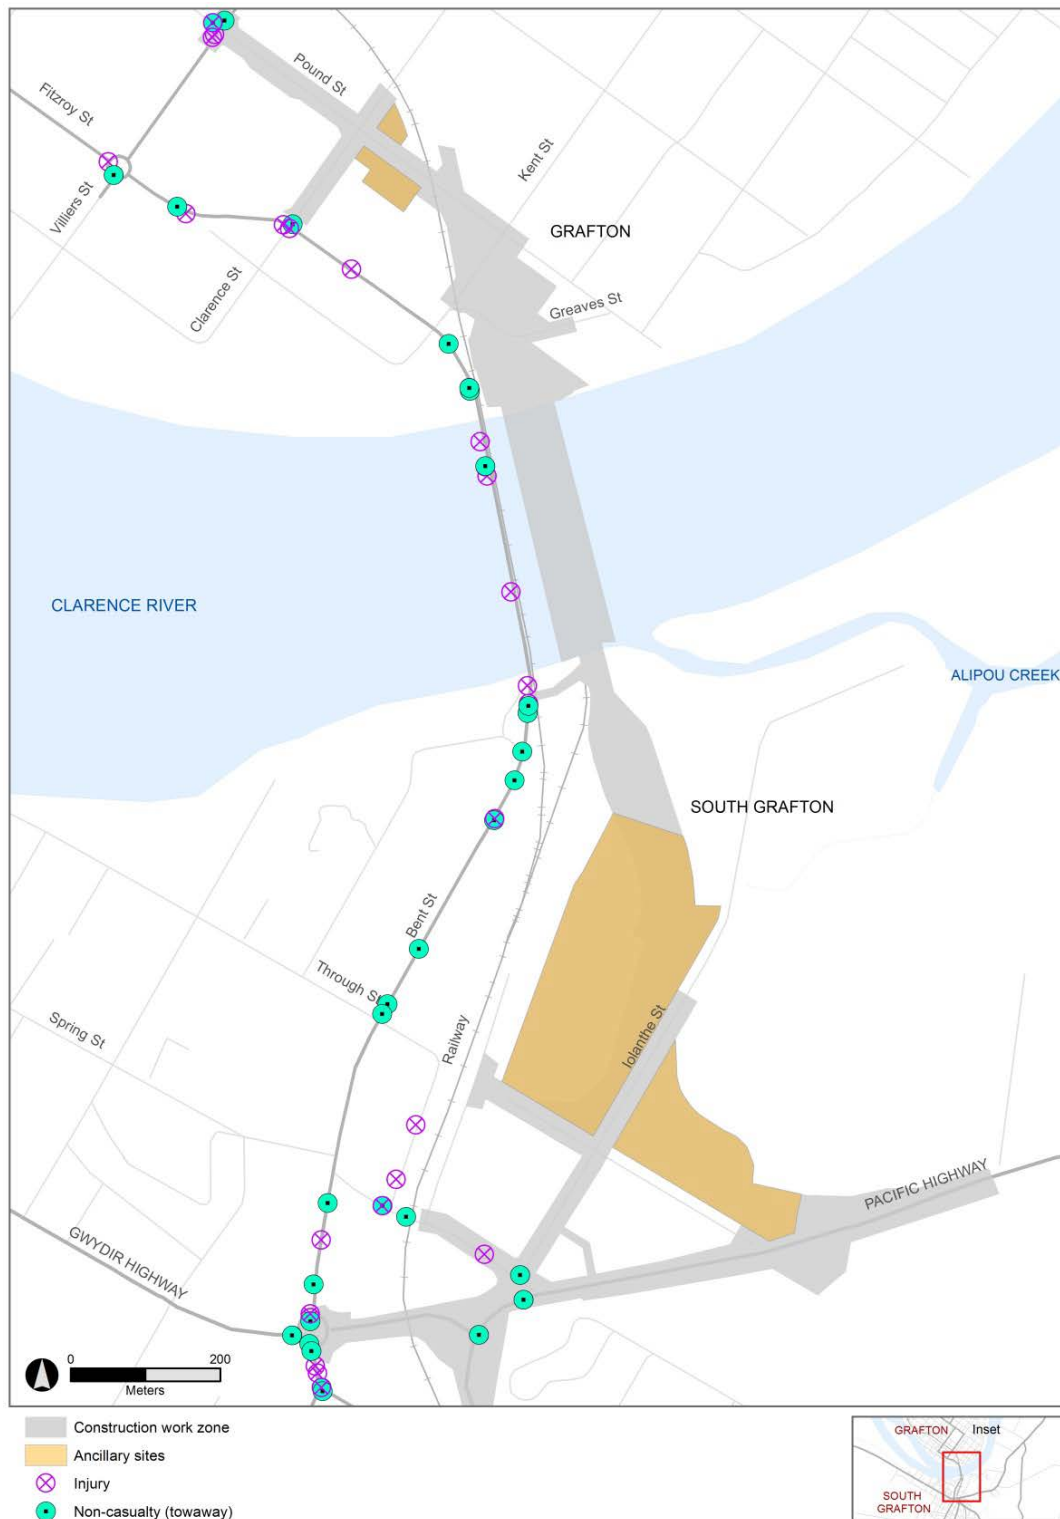 Pound St
Fitzroy St
Kent St
Villiers St
GRAFTON
Clarence St
Greaves St
CLARENCE RIVER
ALIPOU CREEK
SOUTH GRAFTON
Bent St
Through St
Spring St
Railway
Iolanthe St
PACIFIC HIGHWAY
GWYDIR HIGHWAY
0 200
Meters
Construction work zone
Ancillary sites
Injury
Non-casualty (towaway)
GRAFTON Inset
SOUTH
GRAFTON